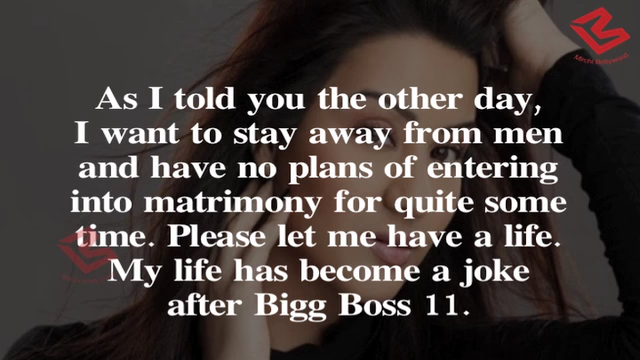 Mirchi Bollywood
As I told you the other day,
I want to stay away from men
and have no plans of entering
into matrimony for quite some
time. Please let me have a life.
My life has become a joke
after Bigg Boss 11.